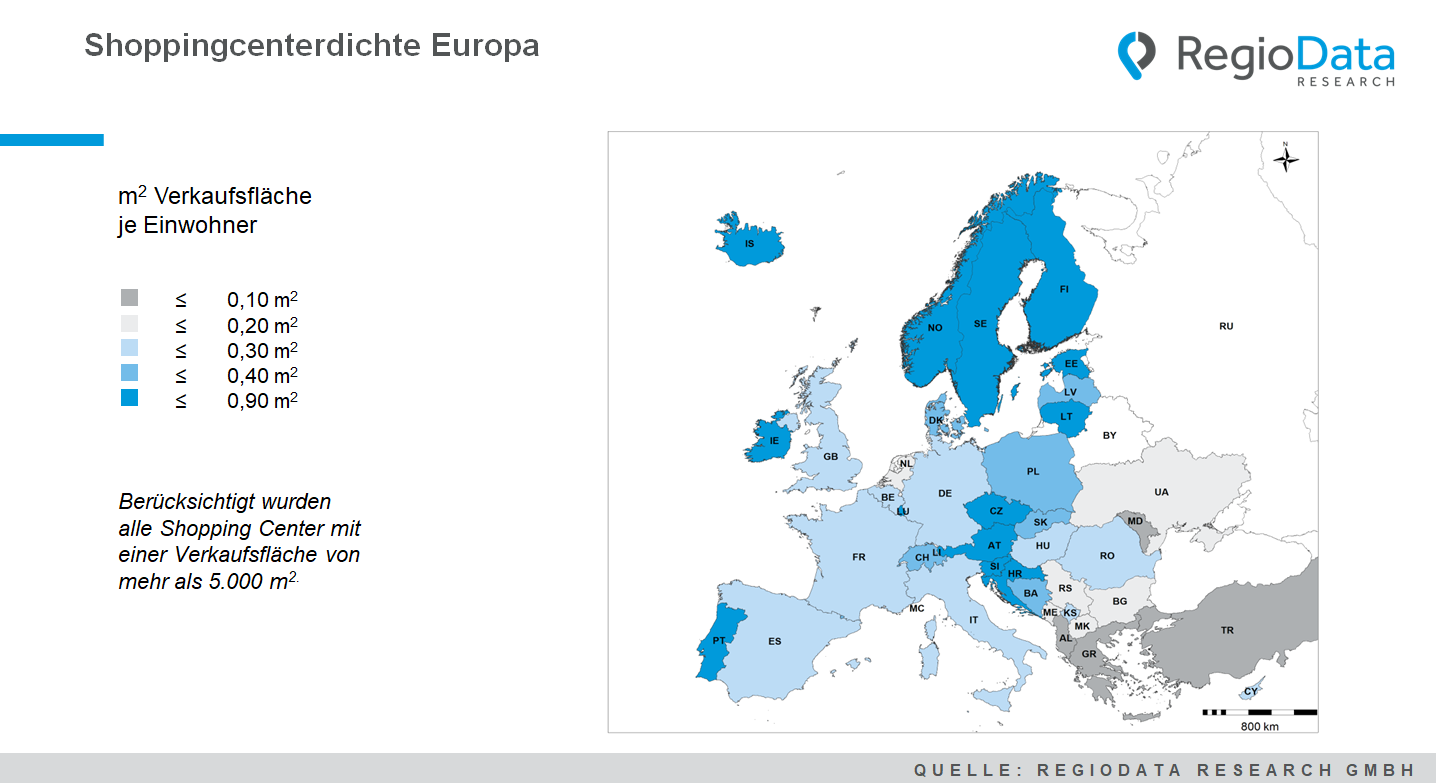 Shoppingcenterdichte Europa
RegioData
RESEARCH
m² Verkaufsfläche
je Einwohner
≤ 0,10 m²
≤ 0,20 m²
≤ 0,30 m²
≤ 0,40 m²
≤ 0,90 m²
Berücksichtigt wurden
alle Shopping Center mit
einer Verkaufsfläche von
mehr als 5.000 m².
N
IS
FI
NO
SE
RU
EE
LV
LT
DK
BY
IE
GB
NL
PL
BE
DE
UA
LU
CZ
SK
MD
AT
HU
FR
CH
LI
RO
SI
HR
BA
RS
BG
MC
ME
KS
IT
MK
PT
ES
AL
TR
GR
CY
800 km
QUELLE: REGIODATA RESEARCH GMBH